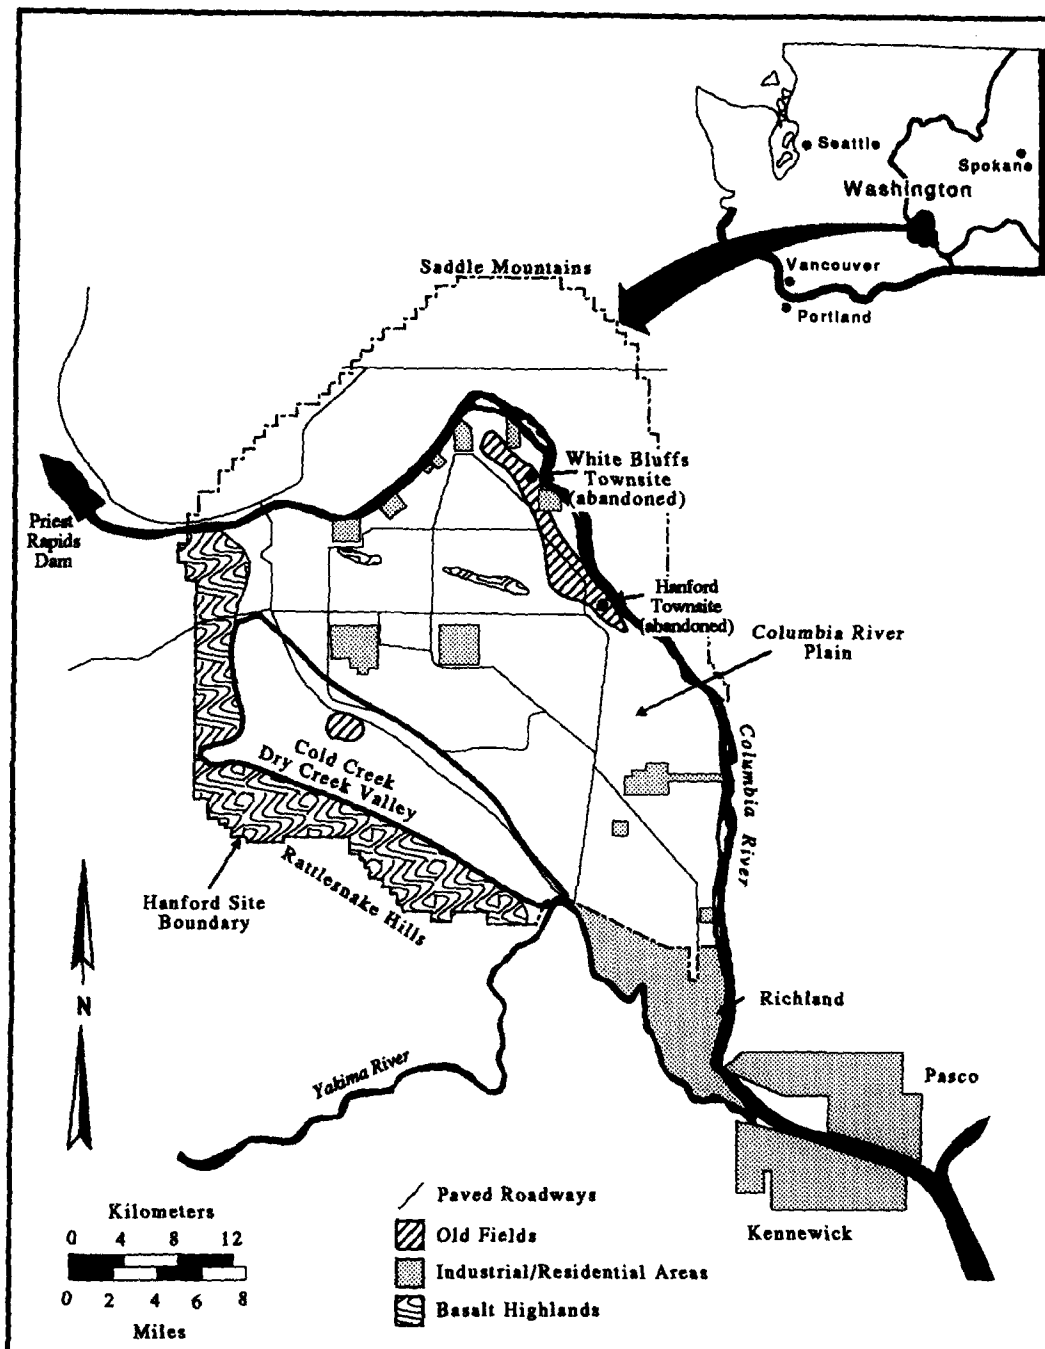 Seattle
Spokane
Washington
Vancouver
Portland
Saddle Mountains
White Bluffs
Townsite
(abandoned)
Priest
Rapids
Dam
Hanford
Townsite
(abandoned)
Columbia River
Plain
Cold Creek
Dry Creek Valley
Columbia River
Rattlesnake Hills
Hanford Site
Boundary
N
Richland
Yakima River
Pasco
Kennewick
Paved Roadways
Old Fields
Industrial/Residential Areas
Basalt Highlands
Kilometers
0 4 8 12
0 2 4 6 8
Miles